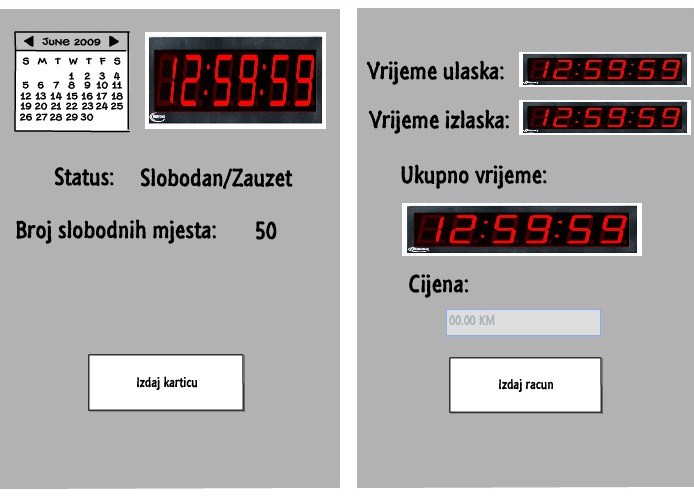 JUNE 2009
S M T W T F S
1 2 3 4
5 6 7 8 9 10 11
12 13 14 15 16 17 18
19 20 21 22 23 24 25
26 27 28 29 30
12:59:59
Status: Slobodan/Zauzet
Broj slobodnih mjesta: 50
Izdaj karticu
Vrijeme ulaska: 12:59:59
Vrijeme izlaska: 12:59:59
Ukupno vrijeme:
12:59:59
Cijena:
00.00 KM
Izdaj racun